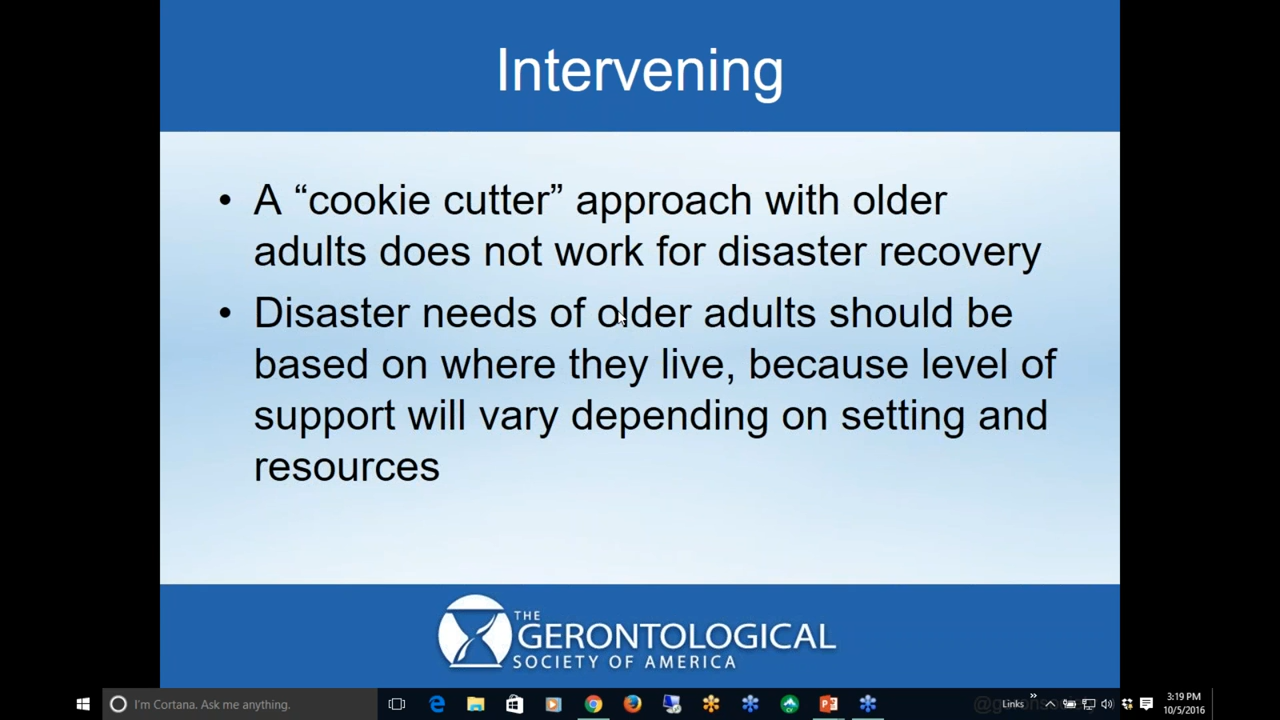 Intervening
• A “cookie cutter” approach with older
adults does not work for disaster recovery
• Disaster needs of older adults should be
based on where they live, because level of
support will vary depending on setting and
resources
THE
GERONTOLOGICAL
SOCIETY OF AMERICA
I'm Cortana. Ask me anything.
Links
»
3:19 PM
10/5/2016